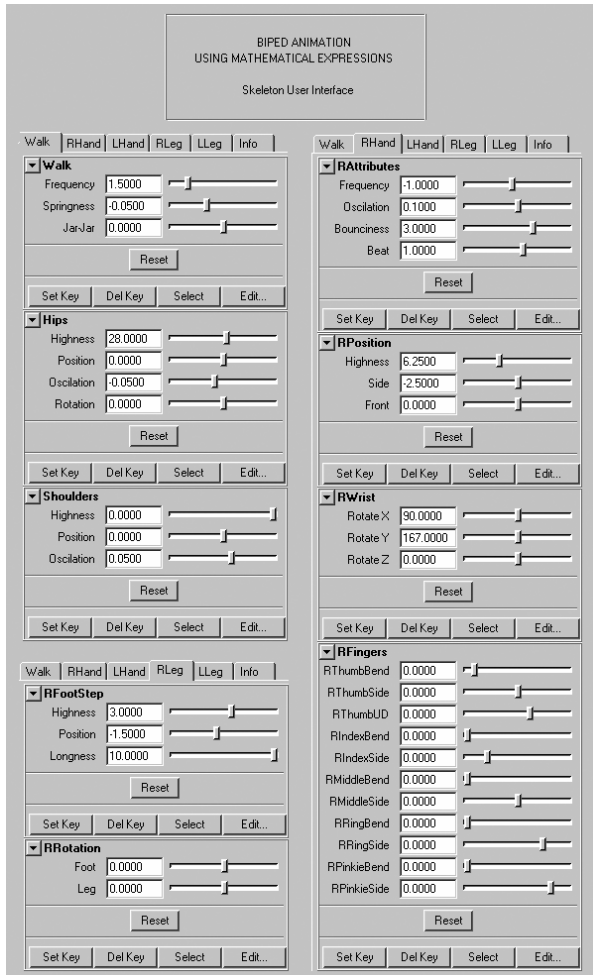 BIPED ANIMATION
USING MATHEMATICAL EXPRESSIONS
Skeleton User Interface
Walk RHand LHand RLeg LLeg Info
Walk
Frequency 1.5000
Springness -0.0500
Jar-Jar 0.0000
Reset
Set Key Del Key Select Edit...
Hips
Highness 28.0000
Position 0.0000
Oscilation -0.0500
Rotation 0.0000
Reset
Set Key Del Key Select Edit...
Shoulders
Highness 0.0000
Position 0.0000
Oscilation 0.0500
Reset
Set Key Del Key Select Edit...
Walk RHand LHand RLeg LLeg Info
RFootStep
Highness 3.0000
Position -1.5000
Longness 10.0000
Reset
Set Key Del Key Select Edit...
RRotation
Foot 0.0000
Leg 0.0000
Reset
Set Key Del Key Select Edit...
Walk RHand LHand RLeg LLeg Info
RAttributes
Frequency -1.0000
Oscilation 0.1000
Bounciness 3.0000
Beat 1.0000
Reset
Set Key Del Key Select Edit...
RPosition
Highness 6.2500
Side -2.5000
Front 0.0000
Reset
Set Key Del Key Select Edit...
RWrist
Rotate X 90.0000
Rotate Y 167.0000
Rotate Z 0.0000
Reset
Set Key Del Key Select Edit...
RFingers
RThumbBend 0.0000
RThumbSide 0.0000
RThumbUD 0.0000
RIndexBend 0.0000
RIndexSide 0.0000
RMiddleBend 0.0000
RMiddleSide 0.0000
RRingBend 0.0000
RRingSide 0.0000
RPinkieBend 0.0000
RPinkieSide 0.0000
Reset
Set Key Del Key Select Edit...